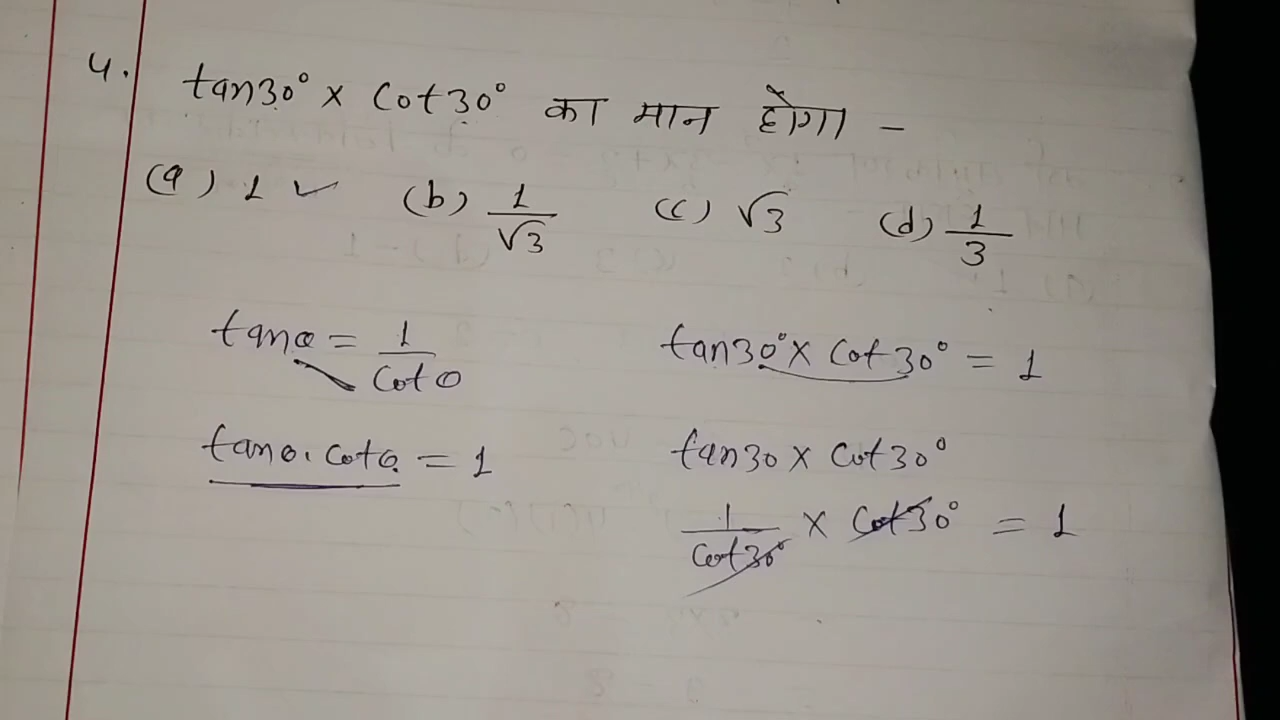 4. tan30° × Cot30° का मान होगा –
(a) 1 ✓ (b) 1/√3 (c) √3 (d) 1/3
tanθ = 1/Cotθ
tanθ. Cotθ = 1
tan30° × Cot30° = 1
tan30 × Cot30°
1/Cot30° × Cot30° = 1